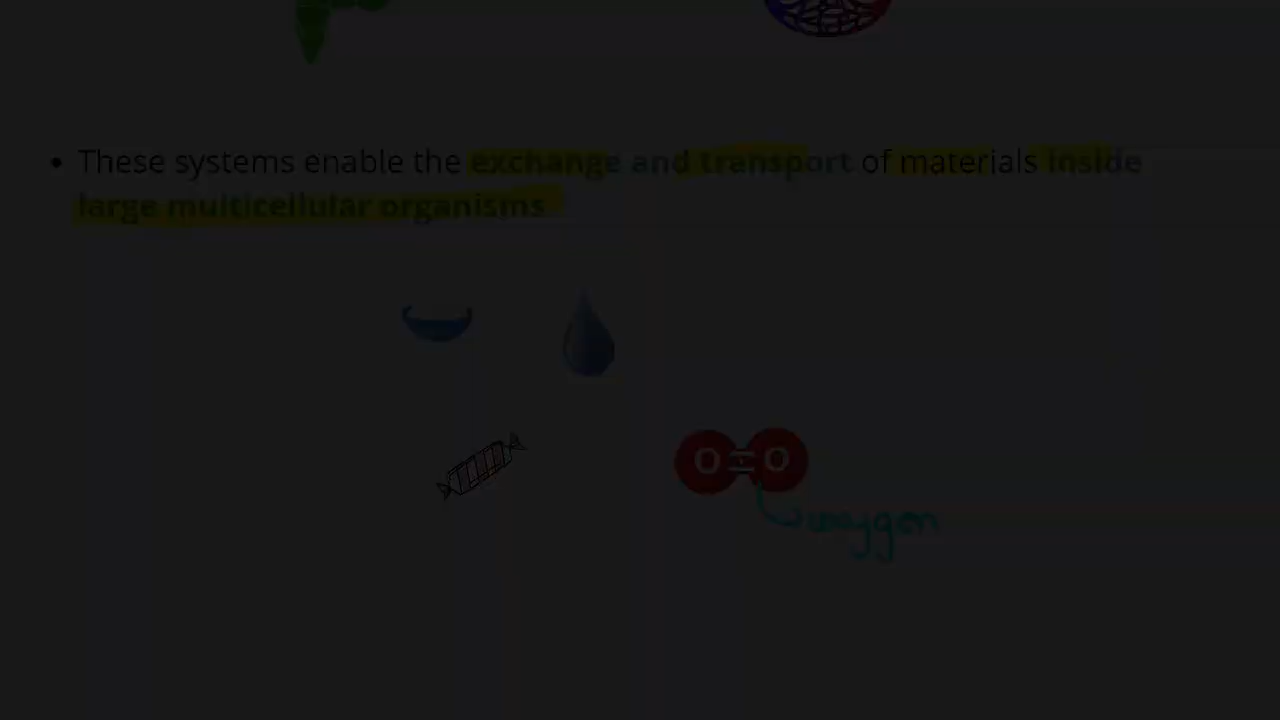 • These systems enable the exchange and transport of materials inside
large multicellular organisms
O=O
oxygen